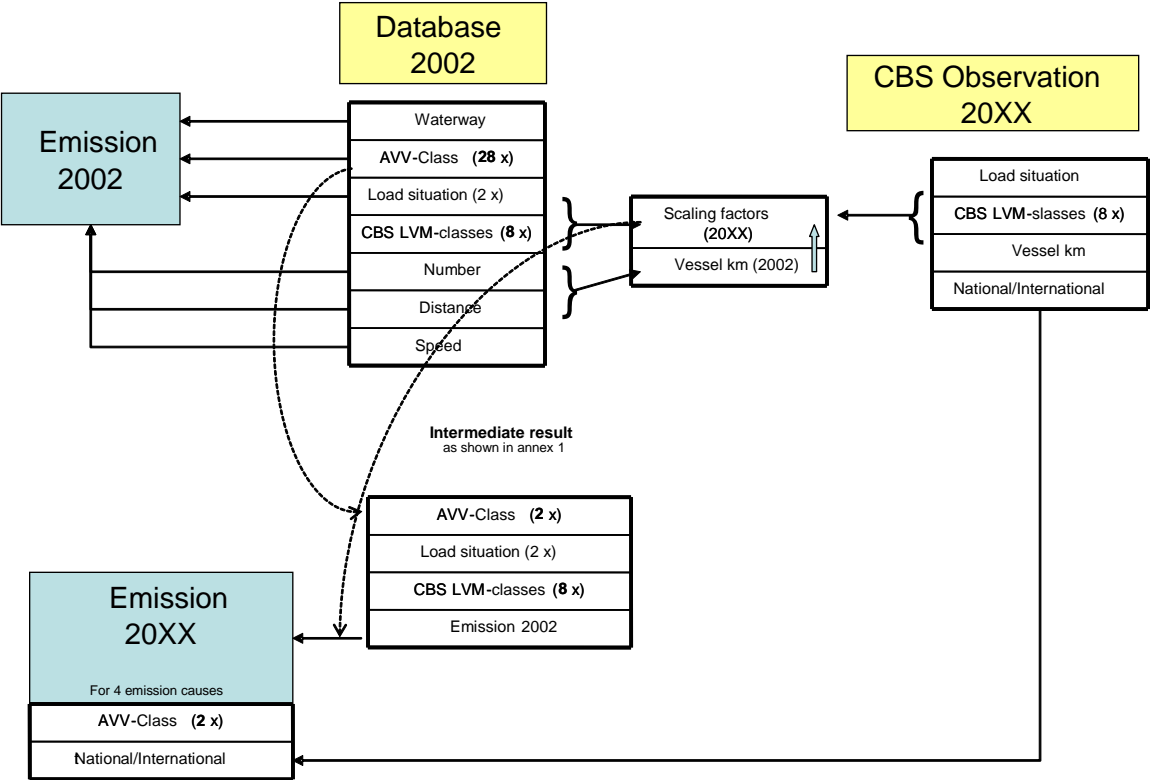 Database
2002
CBS Observation
20XX
Emission
2002
Waterway
AVV-Class (28 x)
Load situation (2 x)
CBS LVM-classes (8 x)
Number
Distance
Speed
Scaling factors
(20XX)
Vessel km (2002)
Load situation
CBS LVM-slasses (8 x)
Vessel km
National/International
Intermediate result
as shown in annex 1
AVV-Class (2 x)
Load situation (2 x)
CBS LVM-classes (8 x)
Emission 2002
Emission
20XX
For 4 emission causes
AVV-Class (2 x)
National/International